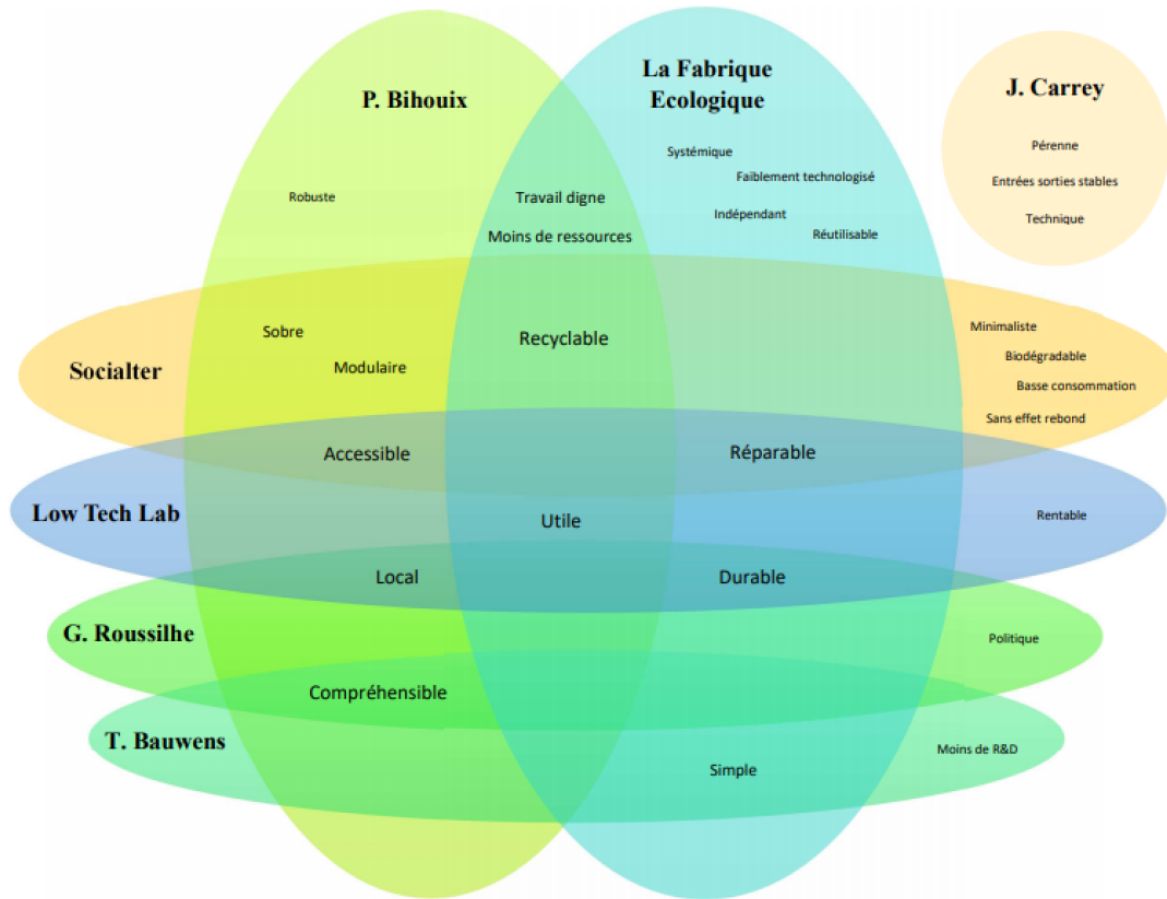 P. Bihouix
La Fabrique
Ecologique
J. Carrey
Systémique
Pérenne
Faiblement technologisé
Entrées sorties stables
Robuste
Travail digne
Indépendant
Technique
Moins de ressources
Réutilisable
Socialter
Sobre
Modulaire
Recyclable
Minimaliste
Biodégradable
Basse consommation
Sans effet rebond
Accessible
Réparable
Low Tech Lab
Utile
Rentable
Local
Durable
G. Roussilhe
Politique
Compréhensible
T. Bauwens
Simple
Moins de R&D